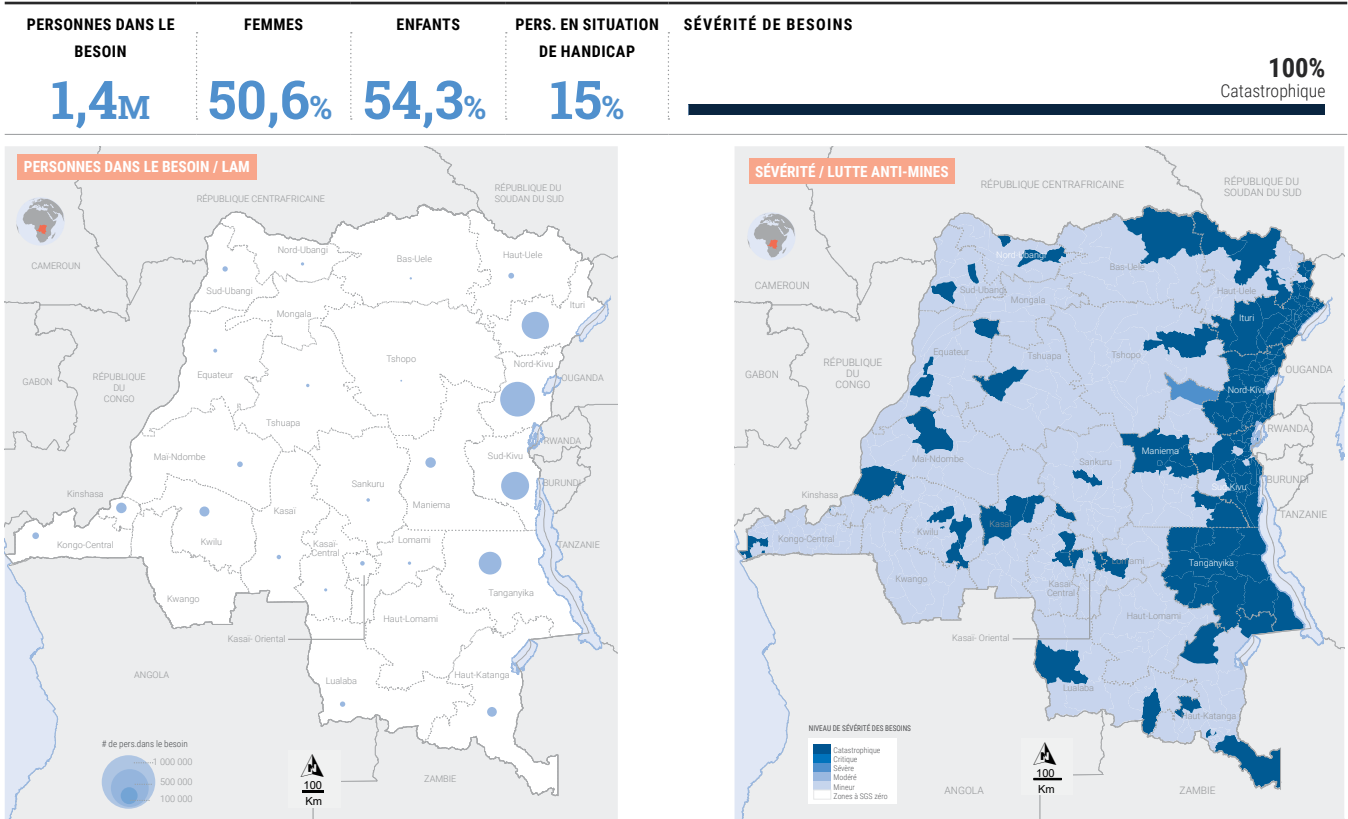 PERSONNES DANS LE
BESOIN
1,4M
FEMMES
50,6%
ENFANTS
54,3%
PERS. EN SITUATION
DE HANDICAP
15%
SÉVÉRITÉ DE BESOINS
100%
Catastrophique
PERSONNES DANS LE BESOIN / LAM
RÉPUBLIQUE CENTRAFRICAINE
RÉPUBLIQUE DU
SOUDAN DU SUD
CAMEROUN
Nord-Ubangi
Bas-Uele
Haut-Uele
Sud-Ubangi
Ituri
Mongala
Tshopo
Nord-Kivu
OUGANDA
GABON
RÉPUBLIQUE
DU
CONGO
Equateur
Tshuapa
RWANDA
Maï-Ndombe
Sud-Kivu
Sankuru
BURUNDI
Kinshasa
Kasaï
Maniema
Kongo-Central
Kwilu
Kasaï-
Central
Lomami
TANZANIE
Kwango
Tanganyika
Haut-Lomami
Kasaï- Oriental
ANGOLA
Lualaba
Haut-Katanga
# de pers.dans le besoin
1 000 000
500 000
100 000
100
Km
ZAMBIE
SÉVÉRITÉ / LUTTE ANTI-MINES
RÉPUBLIQUE CENTRAFRICAINE
RÉPUBLIQUE DU
SOUDAN DU SUD
CAMEROUN
Nord-Ubangi
Bas-Uele
Haut-Uele
Sud-Ubangi
Mongala
Ituri
Equateur
Tshuapa
Tshopo
RÉPUBLIQUE
DU
CONGO
GABON
OUGANDA
Nord-Kivu
RWANDA
Maniema
Maï-Ndombe
Sankuru
BURUNDI
Kivu
Kinshasa
TANZANIE
Kasaï
Kwilu
Kongo-Central
Lomami
Tanganyika
Kwango
Kasaï-
Central
Haut-Lomami
Kasaï- Oriental
Lualaba
Haut-Katanga
NIVEAU DE SÉVÉRITÉ DES BESOINS
Catastrophique
Critique
Sévère
Modéré
Mineur
Zones à SGS zéro
100
Km
ANGOLA
ZAMBIE